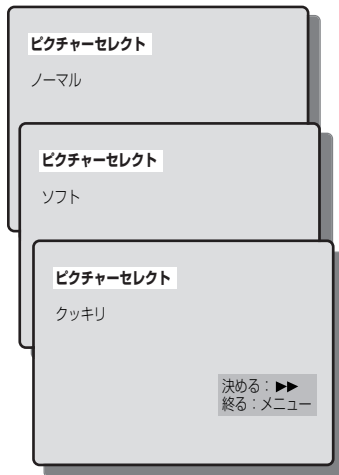 ピクチャーセレクト
ノーマル
ピクチャーセレクト
ソフト
ピクチャーセレクト
クッキリ
決める：▶▶
終る：メニュー